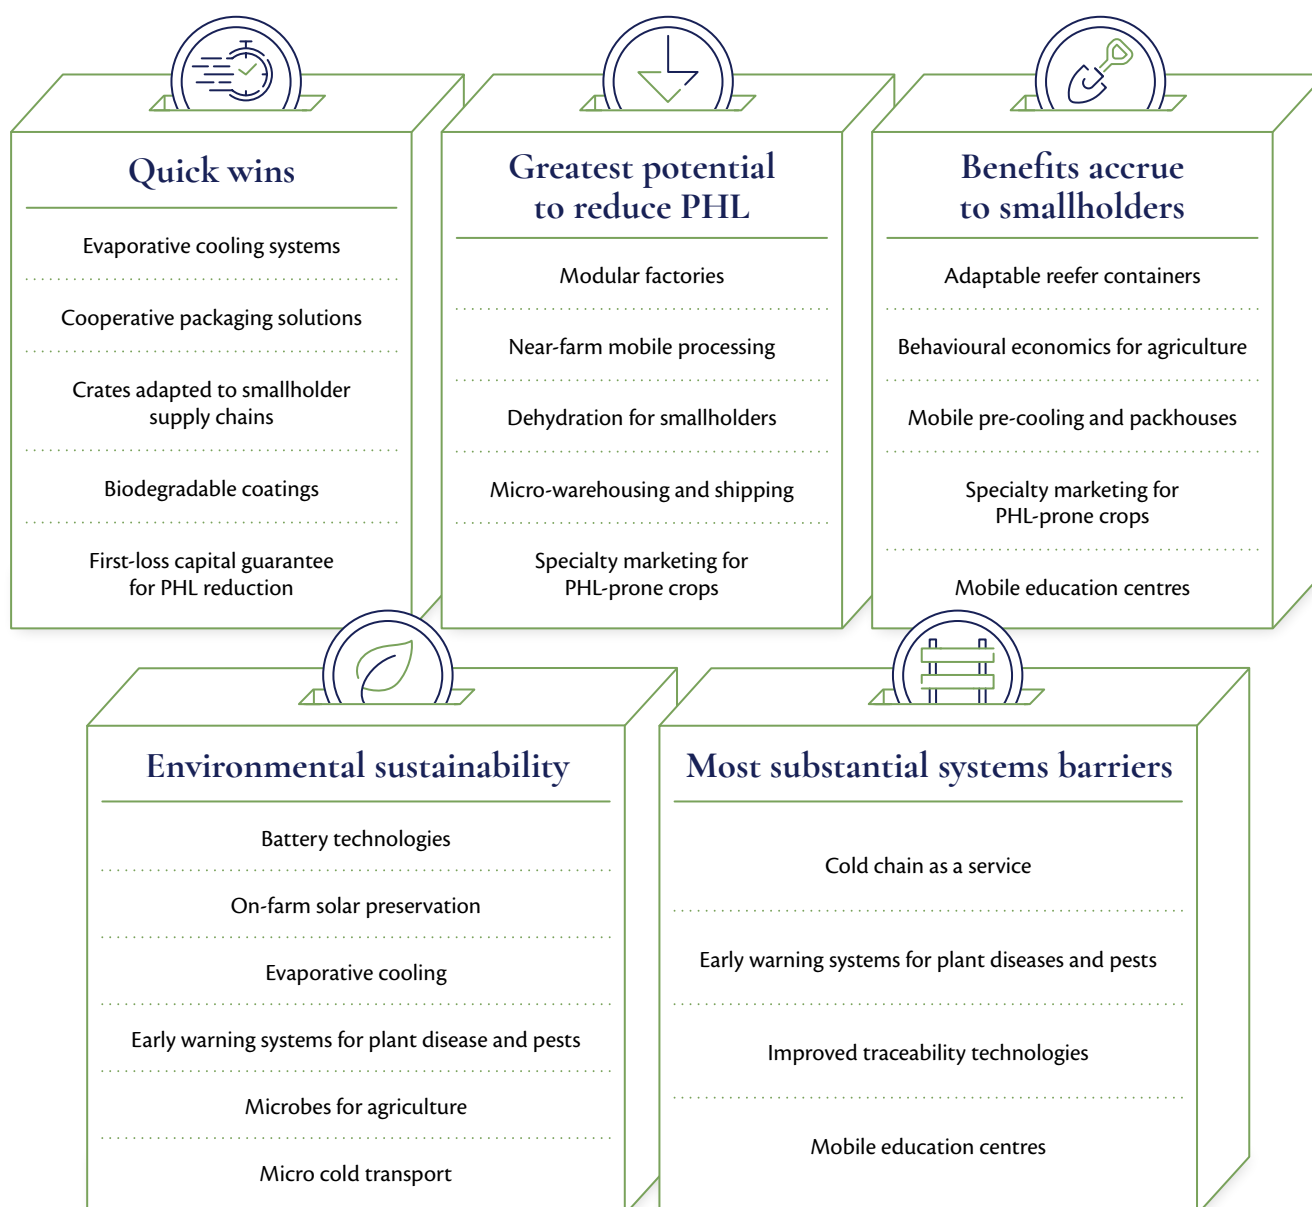 Quick wins
Evaporative cooling systems
Cooperative packaging solutions
Crates adapted to smallholder
supply chains
Biodegradable coatings
First-loss capital guarantee
for PHL reduction
Greatest potential
to reduce PHL
Modular factories
Near-farm mobile processing
Dehydration for smallholders
Micro-warehousing and shipping
Specialty marketing for
PHL-prone crops
Benefits accrue
to smallholders
Adaptable reefer containers
Behavioural economics for agriculture
Mobile pre-cooling and packhouses
Specialty marketing for
PHL-prone crops
Mobile education centres
Environmental sustainability
Battery technologies
On-farm solar preservation
Evaporative cooling
Early warning systems for plant disease and pests
Microbes for agriculture
Micro cold transport
Most substantial systems barriers
Cold chain as a service
Early warning systems for plant diseases and pests
Improved traceability technologies
Mobile education centres